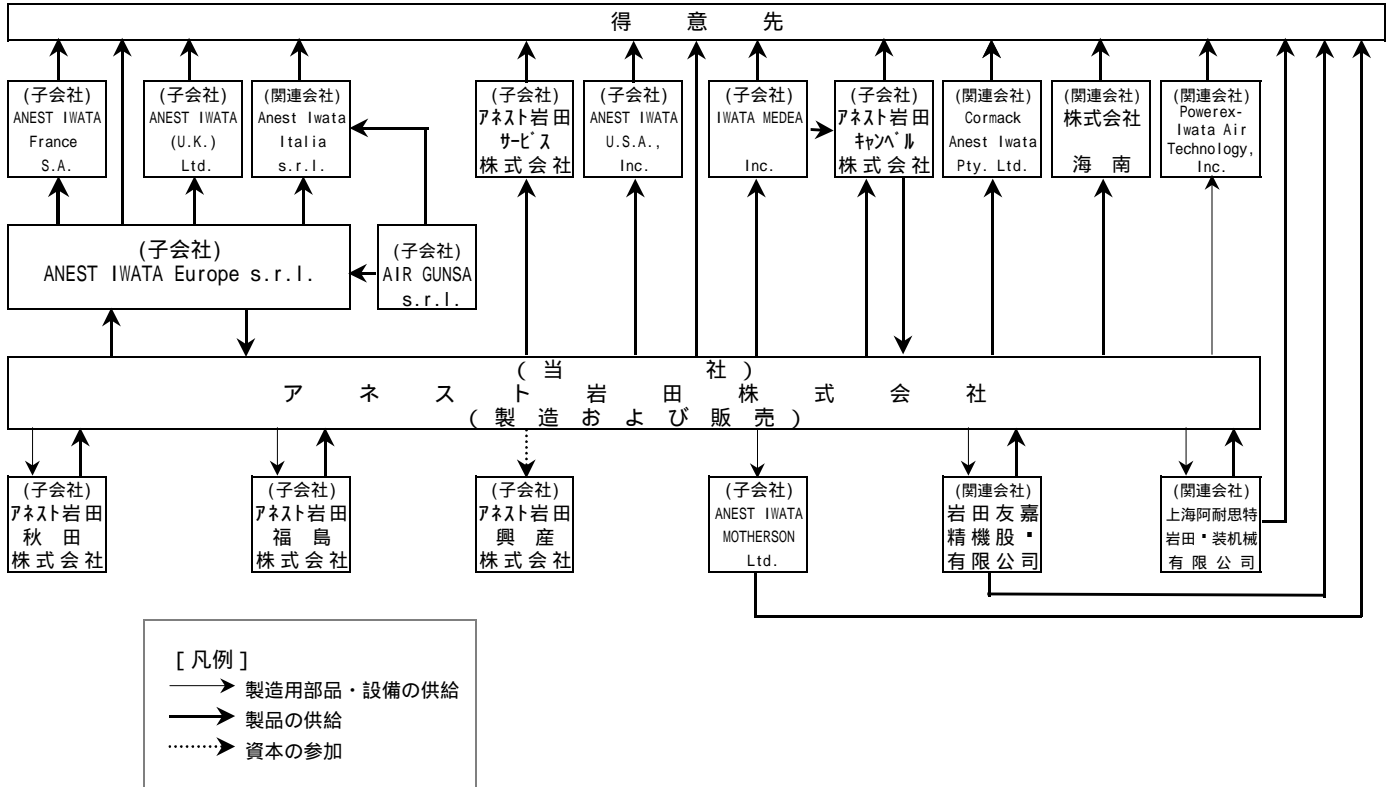 得意先
(子会社)
ANEST IWATA
France
S.A.
(子会社)
ANEST IWATA
(U.K.)
Ltd.
(関連会社)
Anest Iwata
Italia
s.r.l.
(子会社)
アネスト岩田
サービス
株式会社
(子会社)
ANEST IWATA
U.S.A.,
Inc.
(子会社)
IWATA MEDEA
Inc.
(子会社)
アネスト岩田
キャンベル
株式会社
(関連会社)
Cormack
Anest Iwata
Pty. Ltd.
(関連会社)
株式会社
海南
(関連会社)
Powerex-
Iwata Air
Technology,
Inc.
(子会社)
ANEST IWATA Europe s.r.l.
(子会社)
AIR GUNSA
s.r.l.
(当社)
アネスト岩田株式会社
(製造および販売)
(子会社)
アネスト岩田
秋田
株式会社
(子会社)
アネスト岩田
福島
株式会社
(子会社)
アネスト岩田
興産
株式会社
(子会社)
ANEST IWATA
MOTHERSON
Ltd.
(関連会社)
岩田友嘉
精機股・
有限公司
(関連会社)
上海阿耐思特
岩田・装机械
有限公司
[凡例]
製造用部品・設備の供給
製品の供給
資本の参加